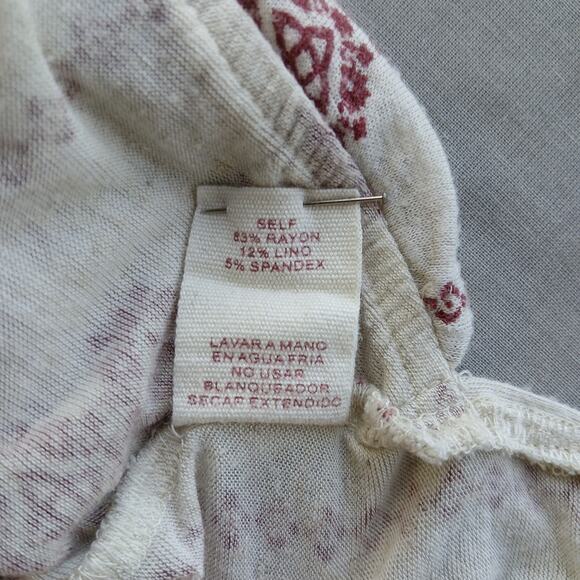 SELF
83% RAYON
12% LINO
5% SPANDEX
LAVAR A MANO
EN AGUA FRIA
NO USAR
BLANQUEADOR
SECAR EXTENDIDO